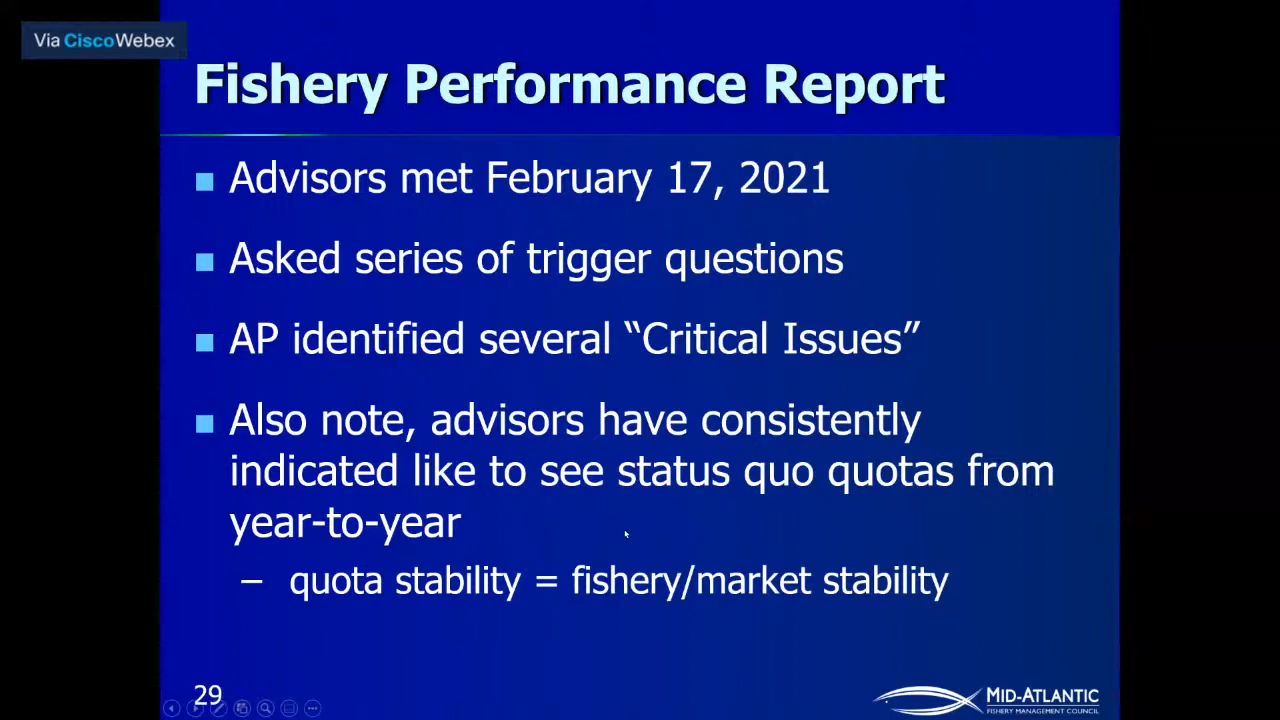 Via CiscoWebex
Fishery Performance Report
Advisors met February 17, 2021
Asked series of trigger questions
AP identified several “Critical Issues”
Also note, advisors have consistently
indicated like to see status quo quotas from
year-to-year
– quota stability = fishery/market stability
29
MID-ATLANTIC
FISHERY MANAGEMENT COUNCIL